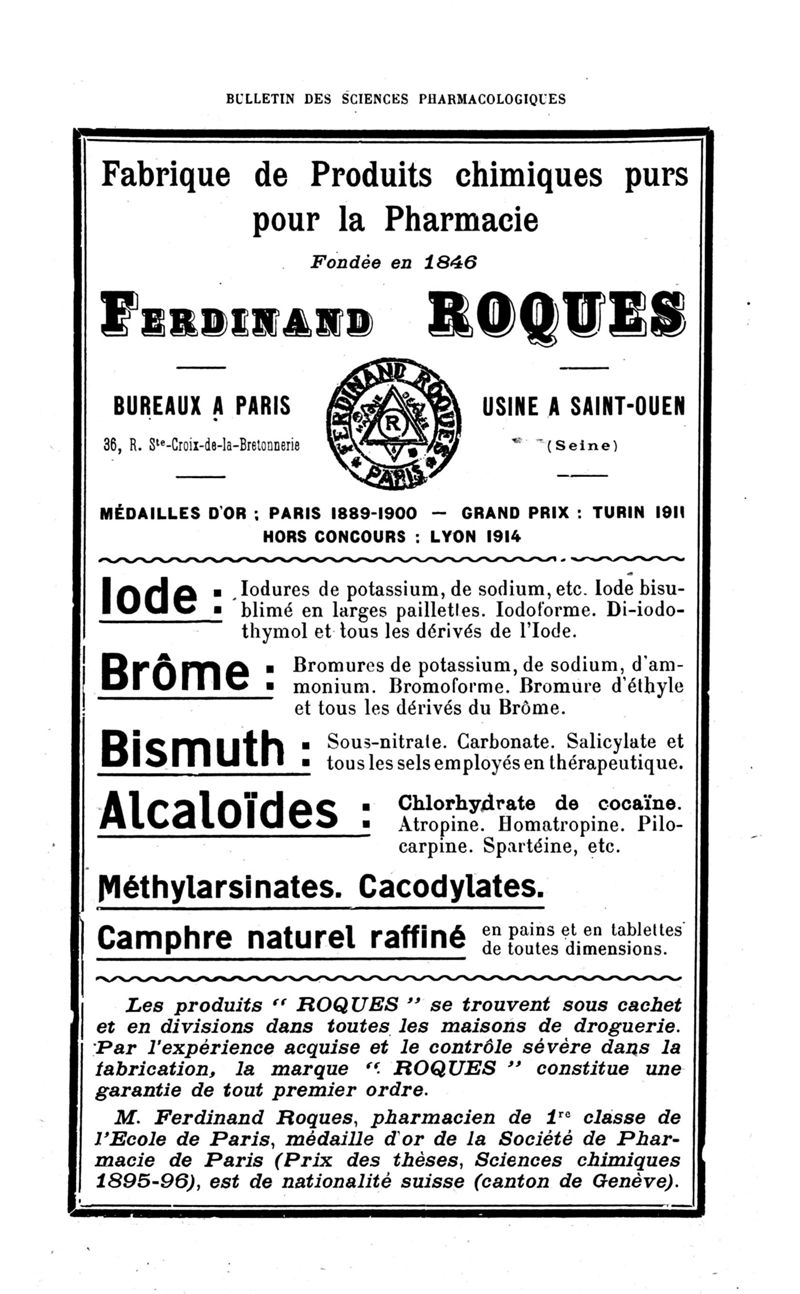 BULLETIN DES SCIENCES PHARMACOLOGIQUES
Fabrique de Produits chimiques purs
pour la Pharmacie
Fondée en 1846
FERDINAND ROQUES
BUREAUX A PARIS
36, R. Ste-Croix-de-la-Bretonnerie
FERDINAND ROQUES
MARQUE DÉPOSÉE
R
PARIS
USINE A SAINT-OUEN
(Seine)
MÉDAILLES D'OR ; PARIS 1889-1900 — GRAND PRIX : TURIN 1911
HORS CONCOURS : LYON 1914
Iode : Iodures de potassium, de sodium, etc. Iode bisu-
blimé en larges paillettes. Iodoforme. Di-iodo-
thymol et tous les dérivés de l'Iode.
Brôme : Bromures de potassium, de sodium, d'am-
monium. Bromoforme. Bromure d'éthyle
et tous les dérivés du Brôme.
Bismuth : Sous-nitrate. Carbonate. Salicylate et
tous les sels employés en thérapeutique.
Alcaloïdes : Chlorhydrate de cocaïne.
Atropine. Homatropine. Pilo-
carpine. Spartéine, etc.
Méthylarsinates. Cacodylates.
Camphre naturel raffiné en pains et en tablettes
de toutes dimensions.
Les produits “ ROQUES ” se trouvent sous cachet
et en divisions dans toutes les maisons de droguerie.
Par l'expérience acquise et le contrôle sévère dans la
fabrication, la marque “ ROQUES ” constitue une
garantie de tout premier ordre.
M. Ferdinand Roques, pharmacien de 1re classe de
l'Ecole de Paris, médaille d'or de la Société de Phar-
macie de Paris (Prix des thèses, Sciences chimiques
1895-96), est de nationalité suisse (canton de Genève).